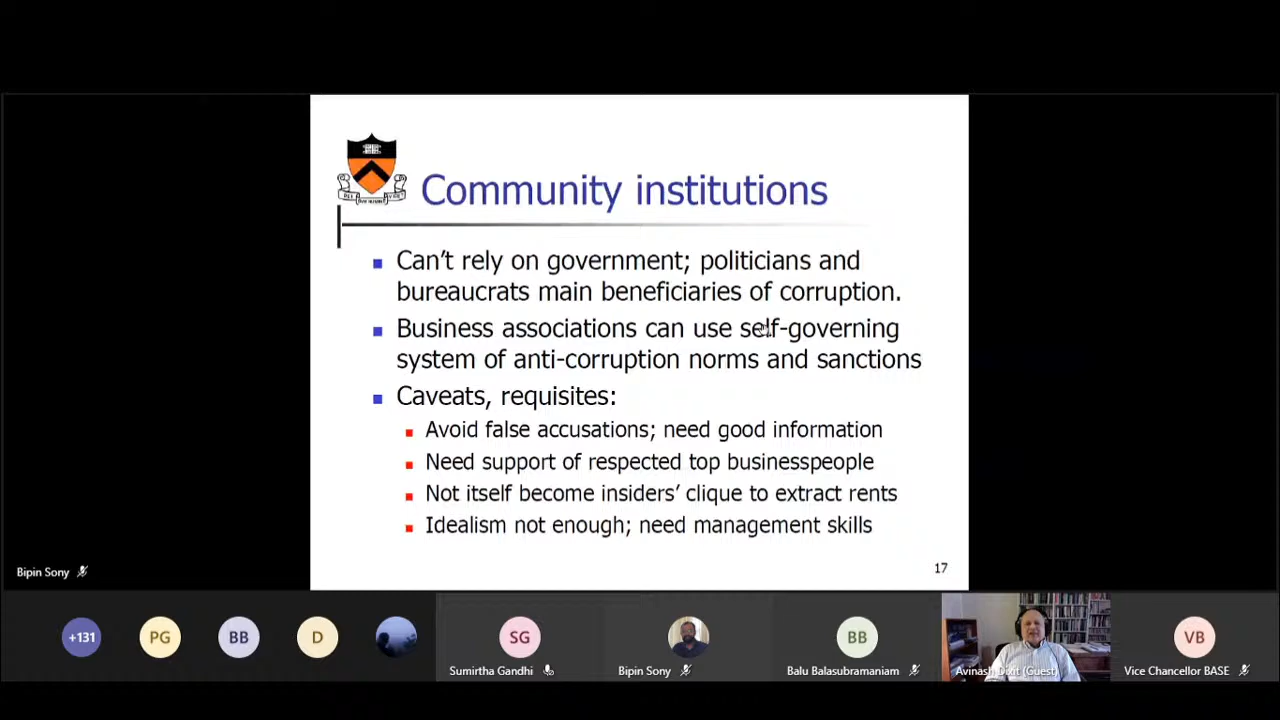 Community institutions
Can't rely on government; politicians and
bureaucrats main beneficiaries of corruption.
Business associations can use self-governing
system of anti-corruption norms and sanctions
Caveats, requisites:
Avoid false accusations; need good information
Need support of respected top businesspeople
Not itself become insiders' clique to extract rents
Idealism not enough; need management skills
17
Bipin Sony
+131
PG
BB
D
SG
BB
VB
Sumirtha Gandhi
Bipin Sony
Balu Balasubramaniam
Avinash Dixit (Guest)
Vice Chancellor BASE